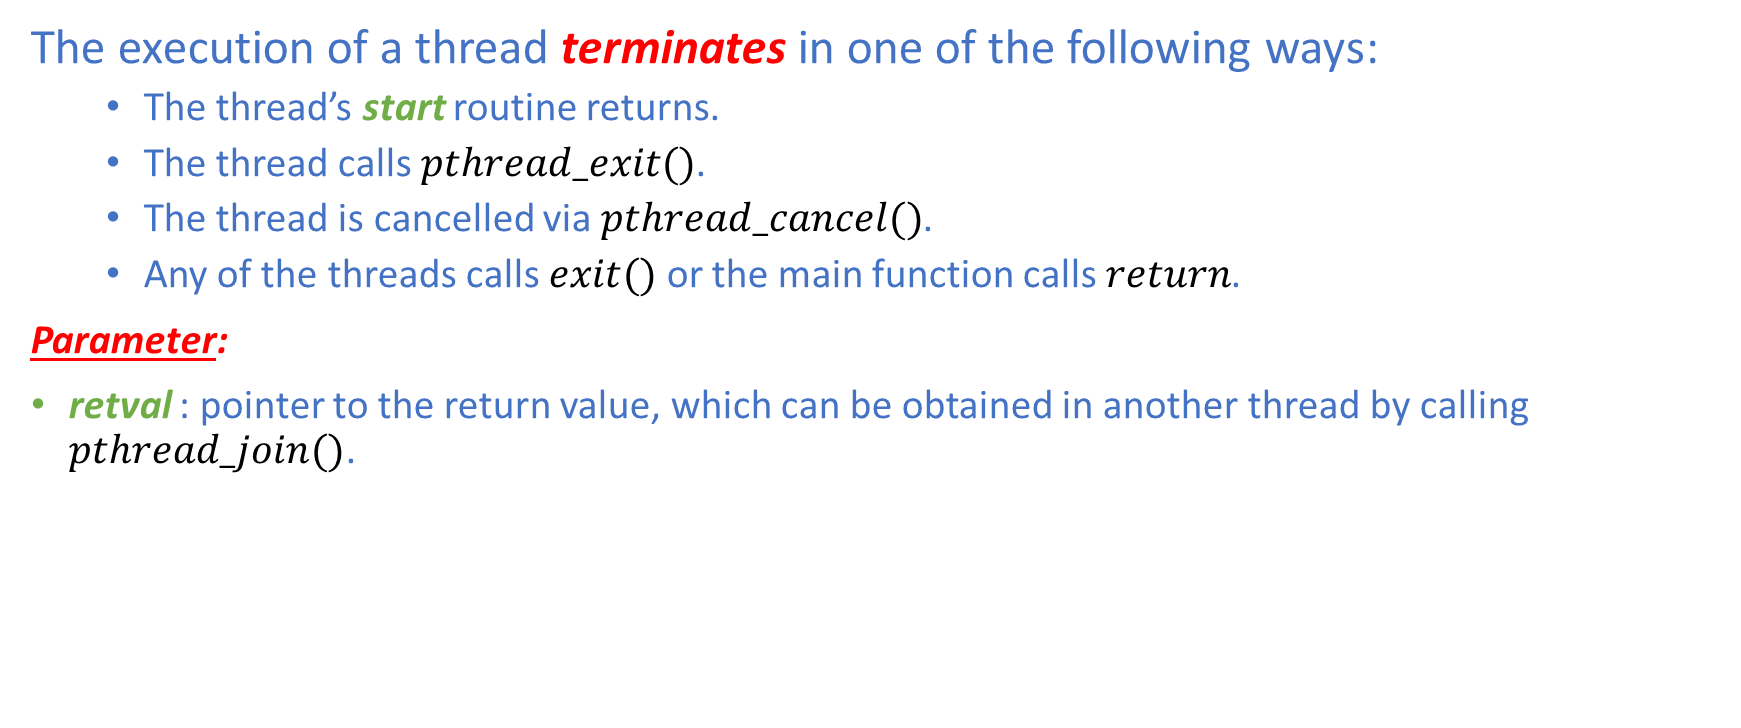 The execution of a thread terminates in one of the following ways:
• The thread’s start routine returns.
• The thread calls pthread_exit().
• The thread is cancelled via pthread_cancel().
• Any of the threads calls exit() or the main function calls return.
Parameter:
• retval : pointer to the return value, which can be obtained in another thread by calling
pthread_join().